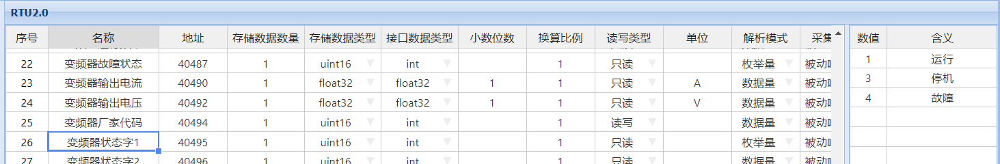 RTU2.0
序号 名称 地址 存储数据数量 存储数据类型 接口数据类型 小数位数 换算比例 读写类型 单位 解析模式 采集 数值 含义
22 变频器故障状态 40487 1 uint16 int 1 只读 枚举量 被动 1 运行
23 变频器输出电流 40490 1 float32 float32 1 1 只读 A 数据量 被动 3 停机
24 变频器输出电压 40492 1 float32 float32 1 1 只读 V 数据量 被动 4 故障
25 变频器厂家代码 40494 1 uint16 int 1 读写 数据量 被动
26 变频器状态字1 40495 1 uint16 int 1 只读 枚举量 被动
27 变频器状态字2 40496 1 uint16 int 1 只读 数据量 被动